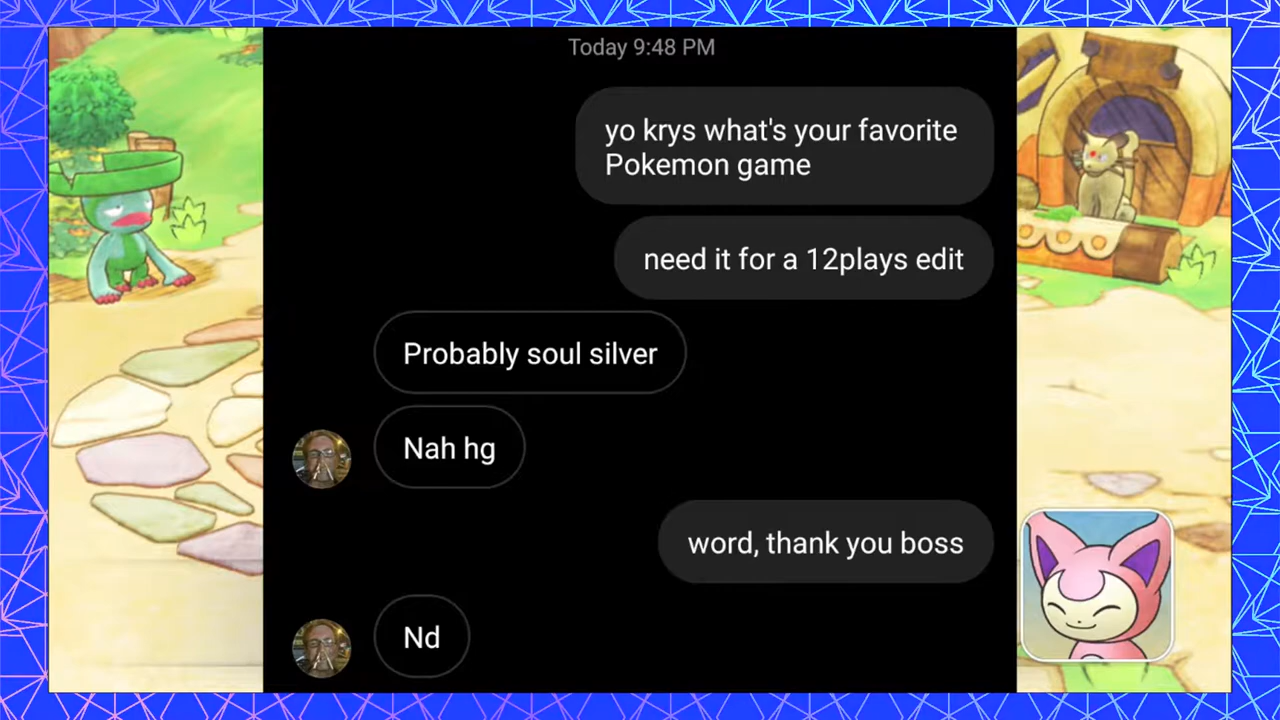 Today 9:48 PM
yo krys what's your favorite
Pokemon game
need it for a 12plays edit
Probably soul silver
Nah hg
word, thank you boss
Nd